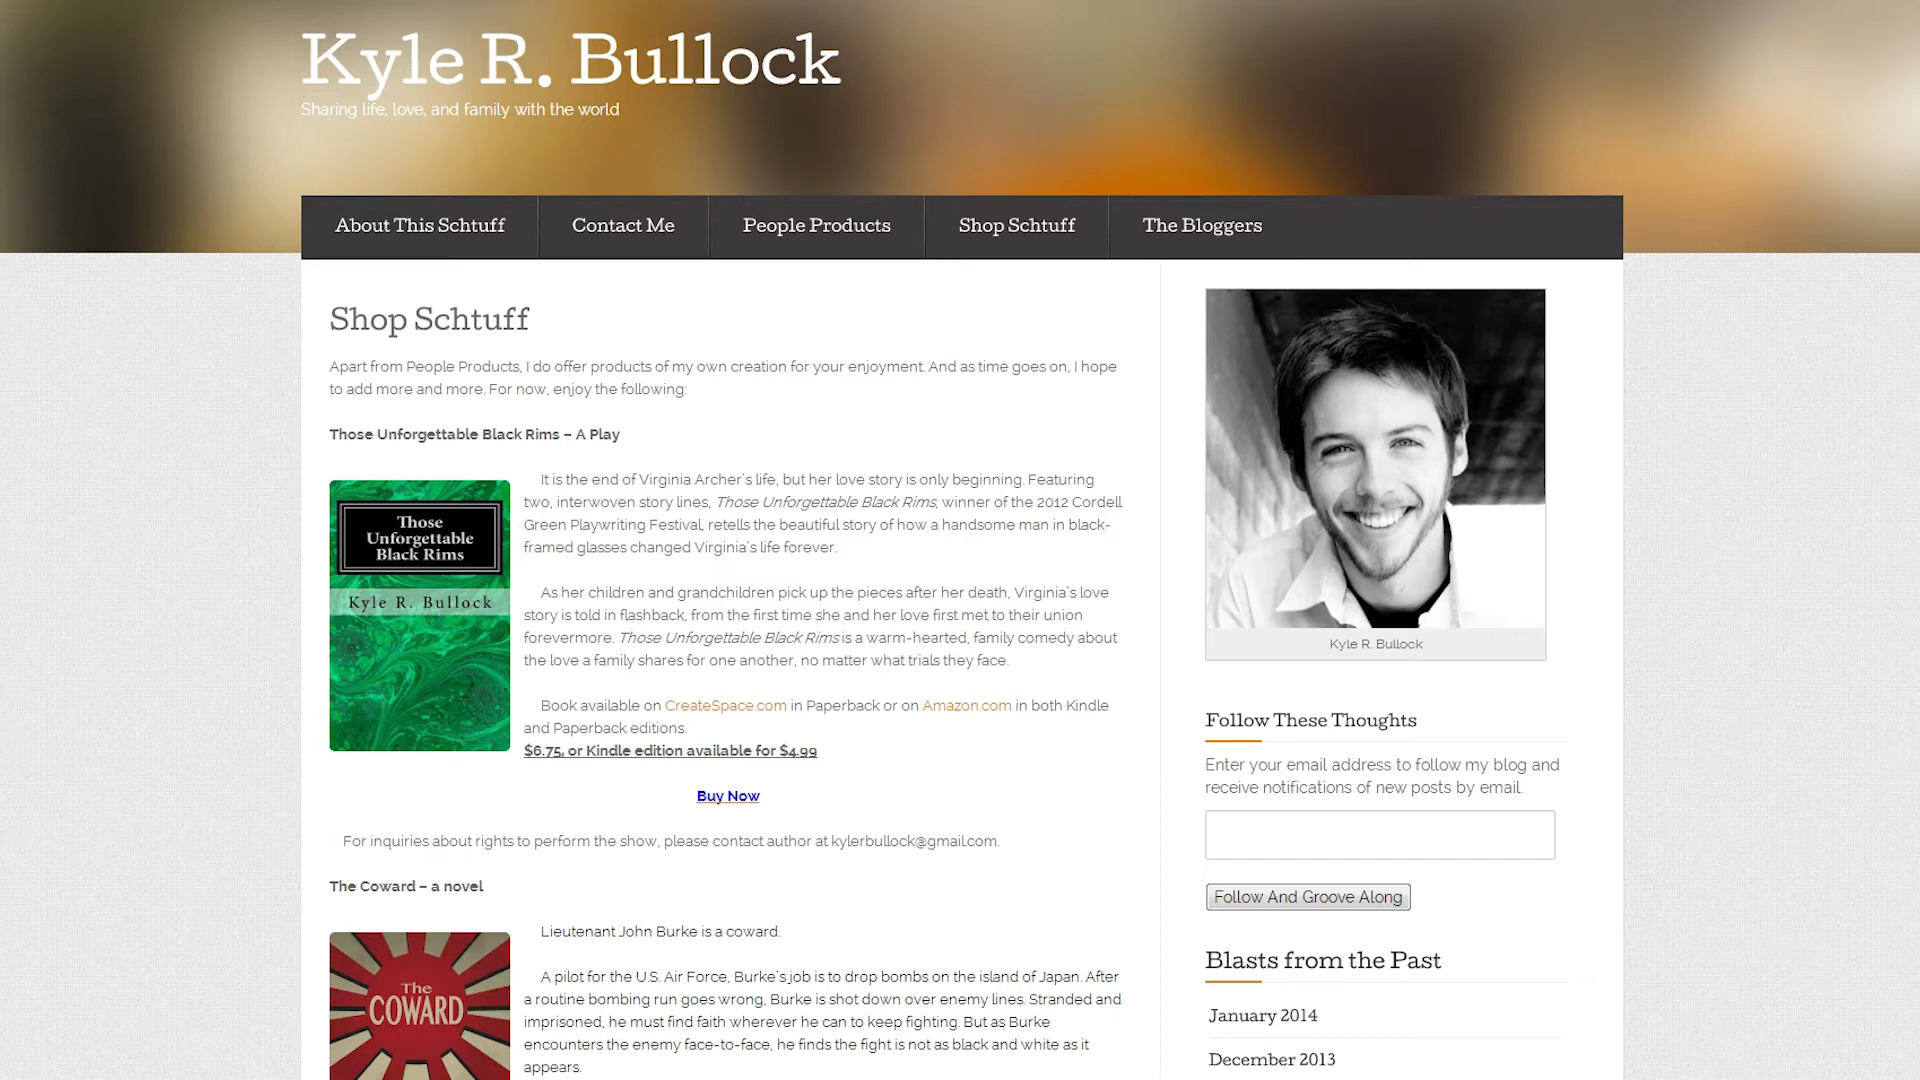 Kyle R. Bullock
Sharing life, love, and family with the world
About This Schtuff
Contact Me
People Products
Shop Schtuff
The Bloggers
Shop Schtuff
Apart from People Products, I do offer products of my own creation for your enjoyment. And as time goes on, I hope
to add more and more. For now, enjoy the following:
Those Unforgettable Black Rims – A Play
Those
Unforgettable
Black Rims
Kyle R. Bullock
It is the end of Virginia Archer's life, but her love story is only beginning. Featuring
two, interwoven story lines, Those Unforgettable Black Rims, winner of the 2012 Cordell
Green Playwriting Festival, retells the beautiful story of how a handsome man in black-
framed glasses changed Virginia's life forever.
As her children and grandchildren pick up the pieces after her death, Virginia's love
story is told in flashback, from the first time she and her love first met to their union
forevermore. Those Unforgettable Black Rims is a warm-hearted, family comedy about
the love a family shares for one another, no matter what trials they face.
Book available on CreateSpace.com in Paperback or on Amazon.com in both Kindle
and Paperback editions.
$6.75, or Kindle edition available for $4.99
Buy Now
For inquiries about rights to perform the show, please contact author at kylerbullock@gmail.com.
The Coward – a novel
The
COWARD
Lieutenant John Burke is a coward.
A pilot for the U.S. Air Force, Burke's job is to drop bombs on the island of Japan. After
a routine bombing run goes wrong, Burke is shot down over enemy lines. Stranded and
imprisoned, he must find faith wherever he can to keep fighting. But as Burke
encounters the enemy face-to-face, he finds the fight is not as black and white as it
appears.
Kyle R. Bullock
Follow These Thoughts
Enter your email address to follow my blog and
receive notifications of new posts by email.
Follow And Groove Along
Blasts from the Past
January 2014
December 2013